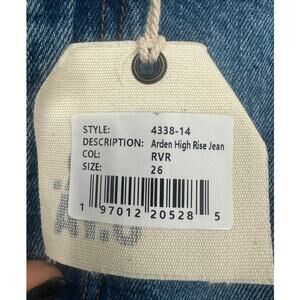 STYLE: 4338-14
DESCRIPTION: Arden High Rise Jean
COL: RVR
SIZE: 26
1 97012 20528 5